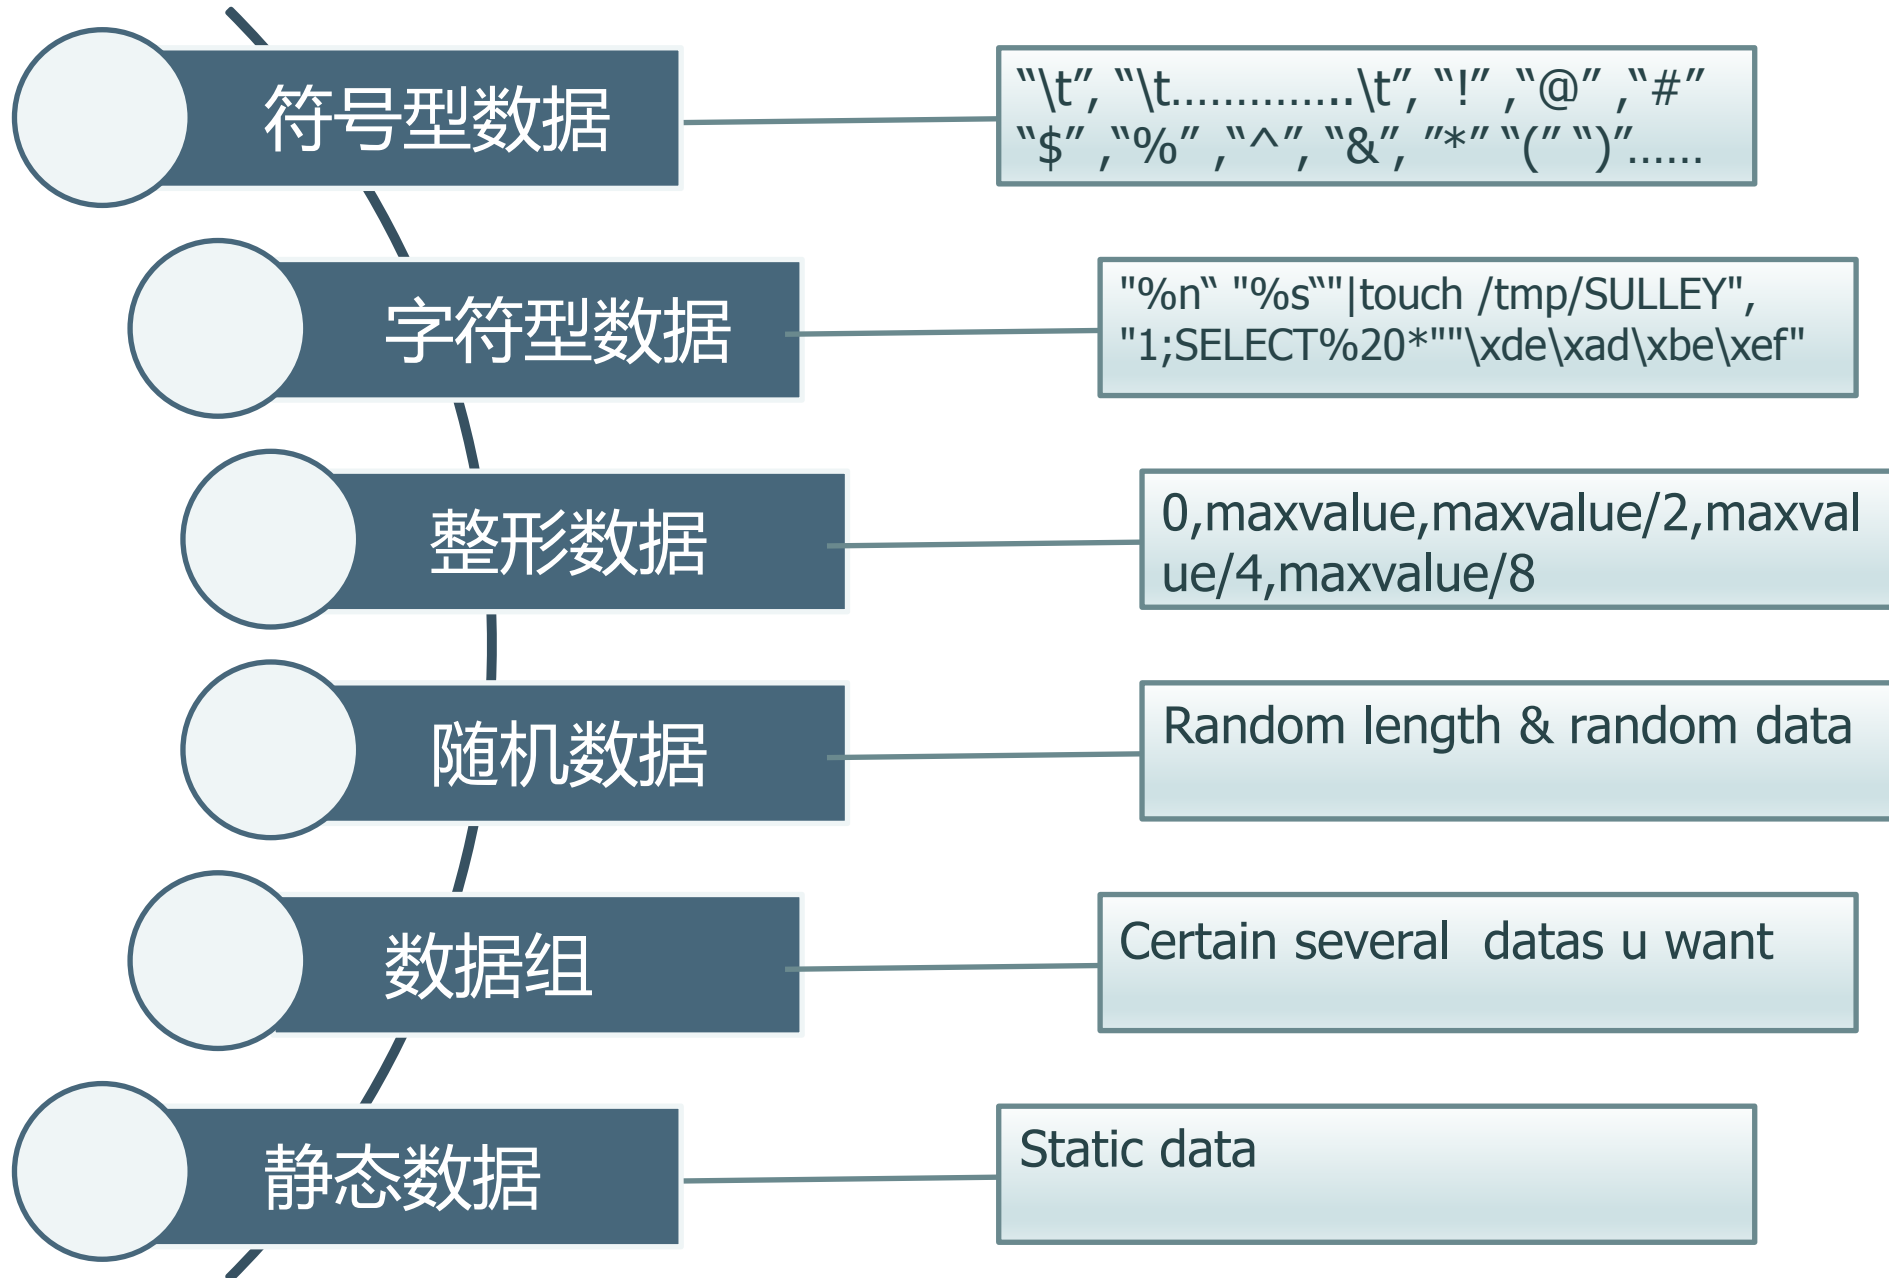 符号型数据
“\t”, “\t…………..\t”, “!” ,“@” ,“#”
“$” ,“%” ,“^”, “&”, ”*” “(” “)”……
字符型数据
"%n“ "%s“"|touch /tmp/SULLEY",
"1;SELECT%20*""\xde\xad\xbe\xef"
整形数据
0,maxvalue,maxvalue/2,maxval
ue/4,maxvalue/8
随机数据
Random length & random data
数据组
Certain several  datas u want
静态数据
Static data